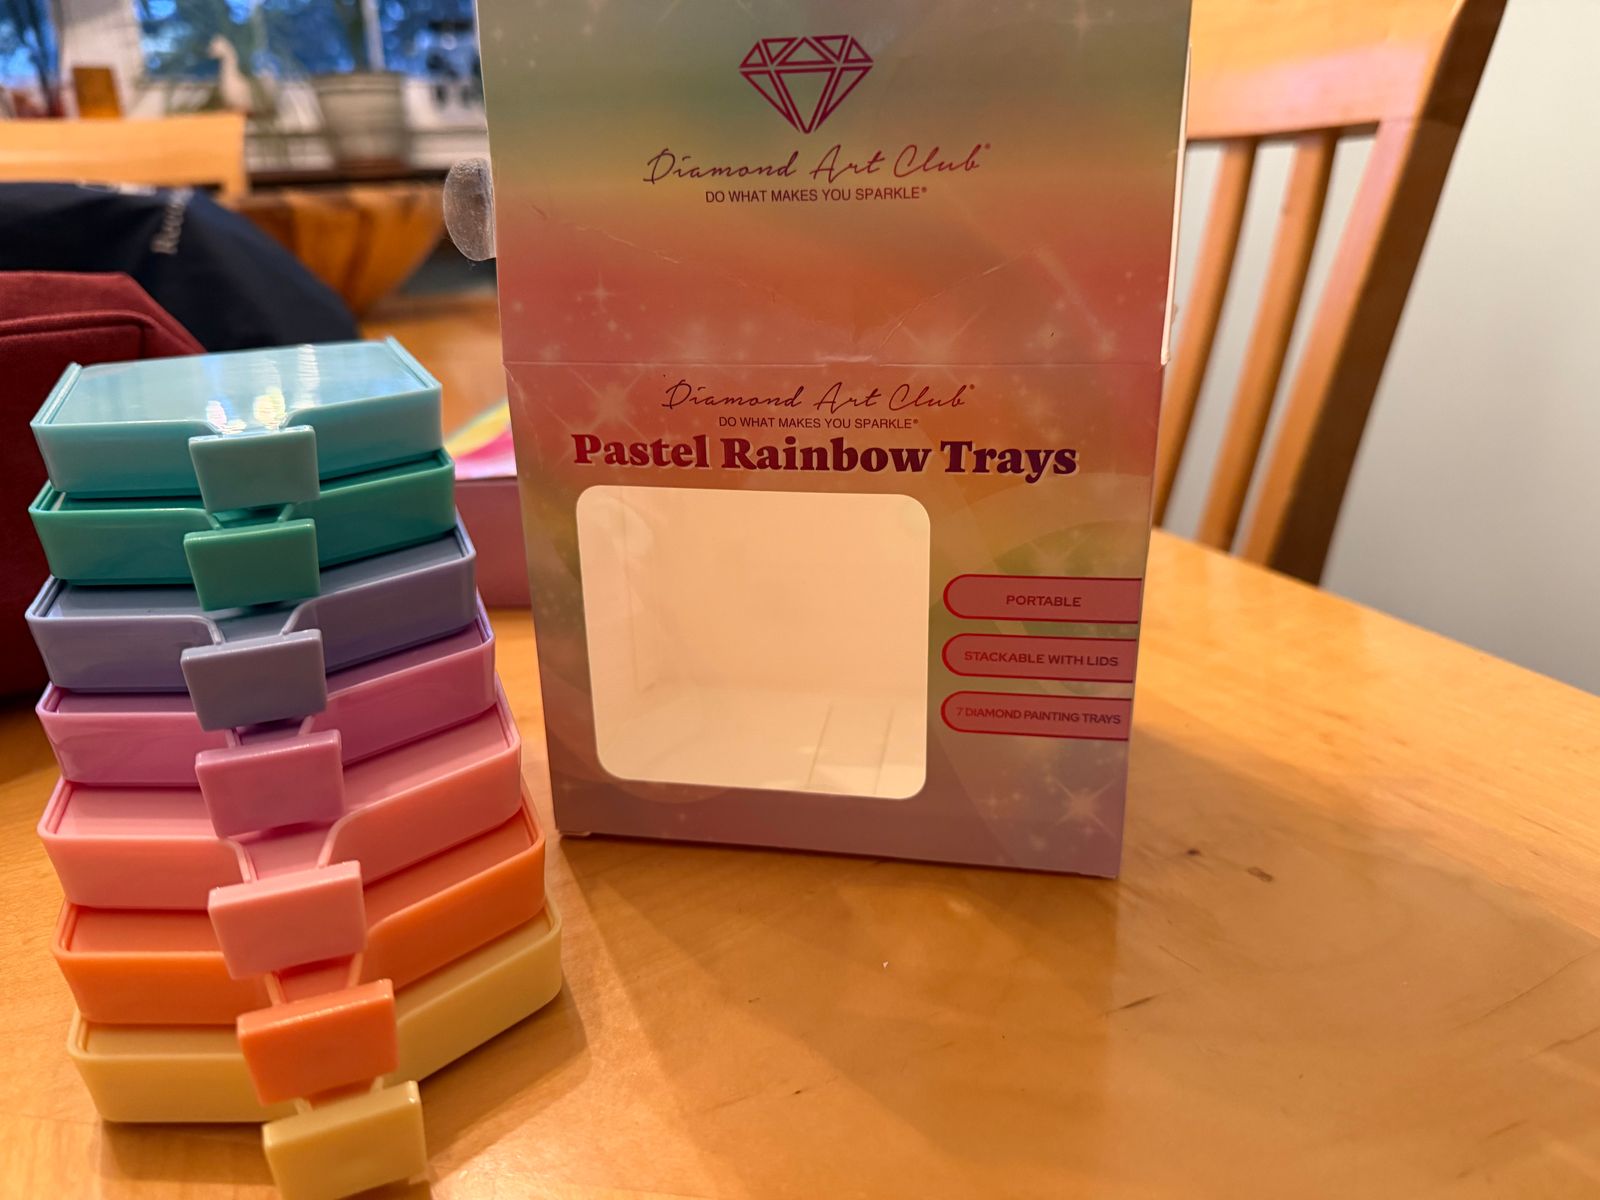 Diamond Art Club®
DO WHAT MAKES YOU SPARKLE®
Diamond Art Club®
DO WHAT MAKES YOU SPARKLE®
Pastel Rainbow Trays
PORTABLE
STACKABLE WITH LIDS
7 DIAMOND PAINTING TRAYS